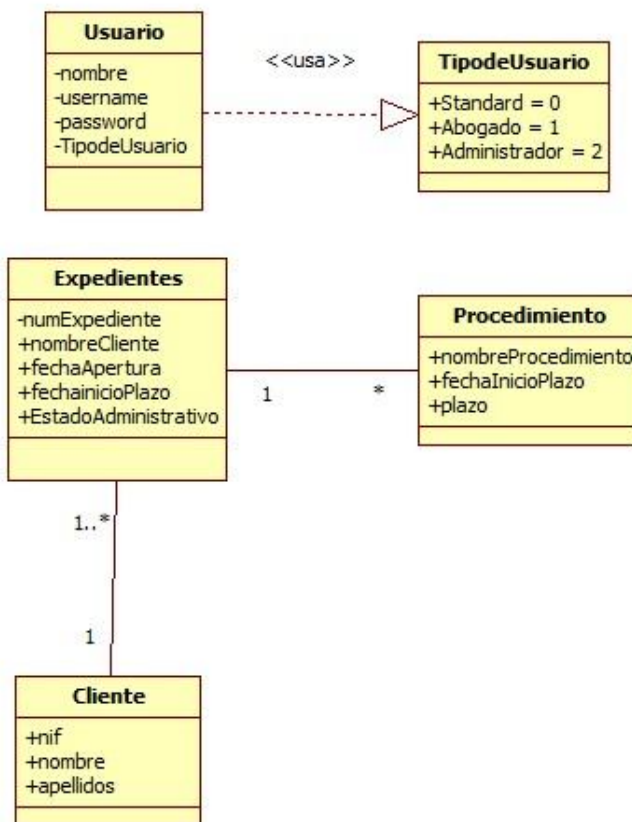 Usuario
-nombre
-username
-password
-TipodeUsuario
<<usa>>
TipodeUsuario
+Standard = 0
+Abogado = 1
+Administrador = 2
Expedientes
-numExpediente
+nombreCliente
+fechaApertura
+fechainicioPlazo
+EstadoAdministrativo
1
*
Procedimiento
+nombreProcedimiento
+fechaInicioPlazo
+plazo
1..*
1
Cliente
+nif
+nombre
+apellidos